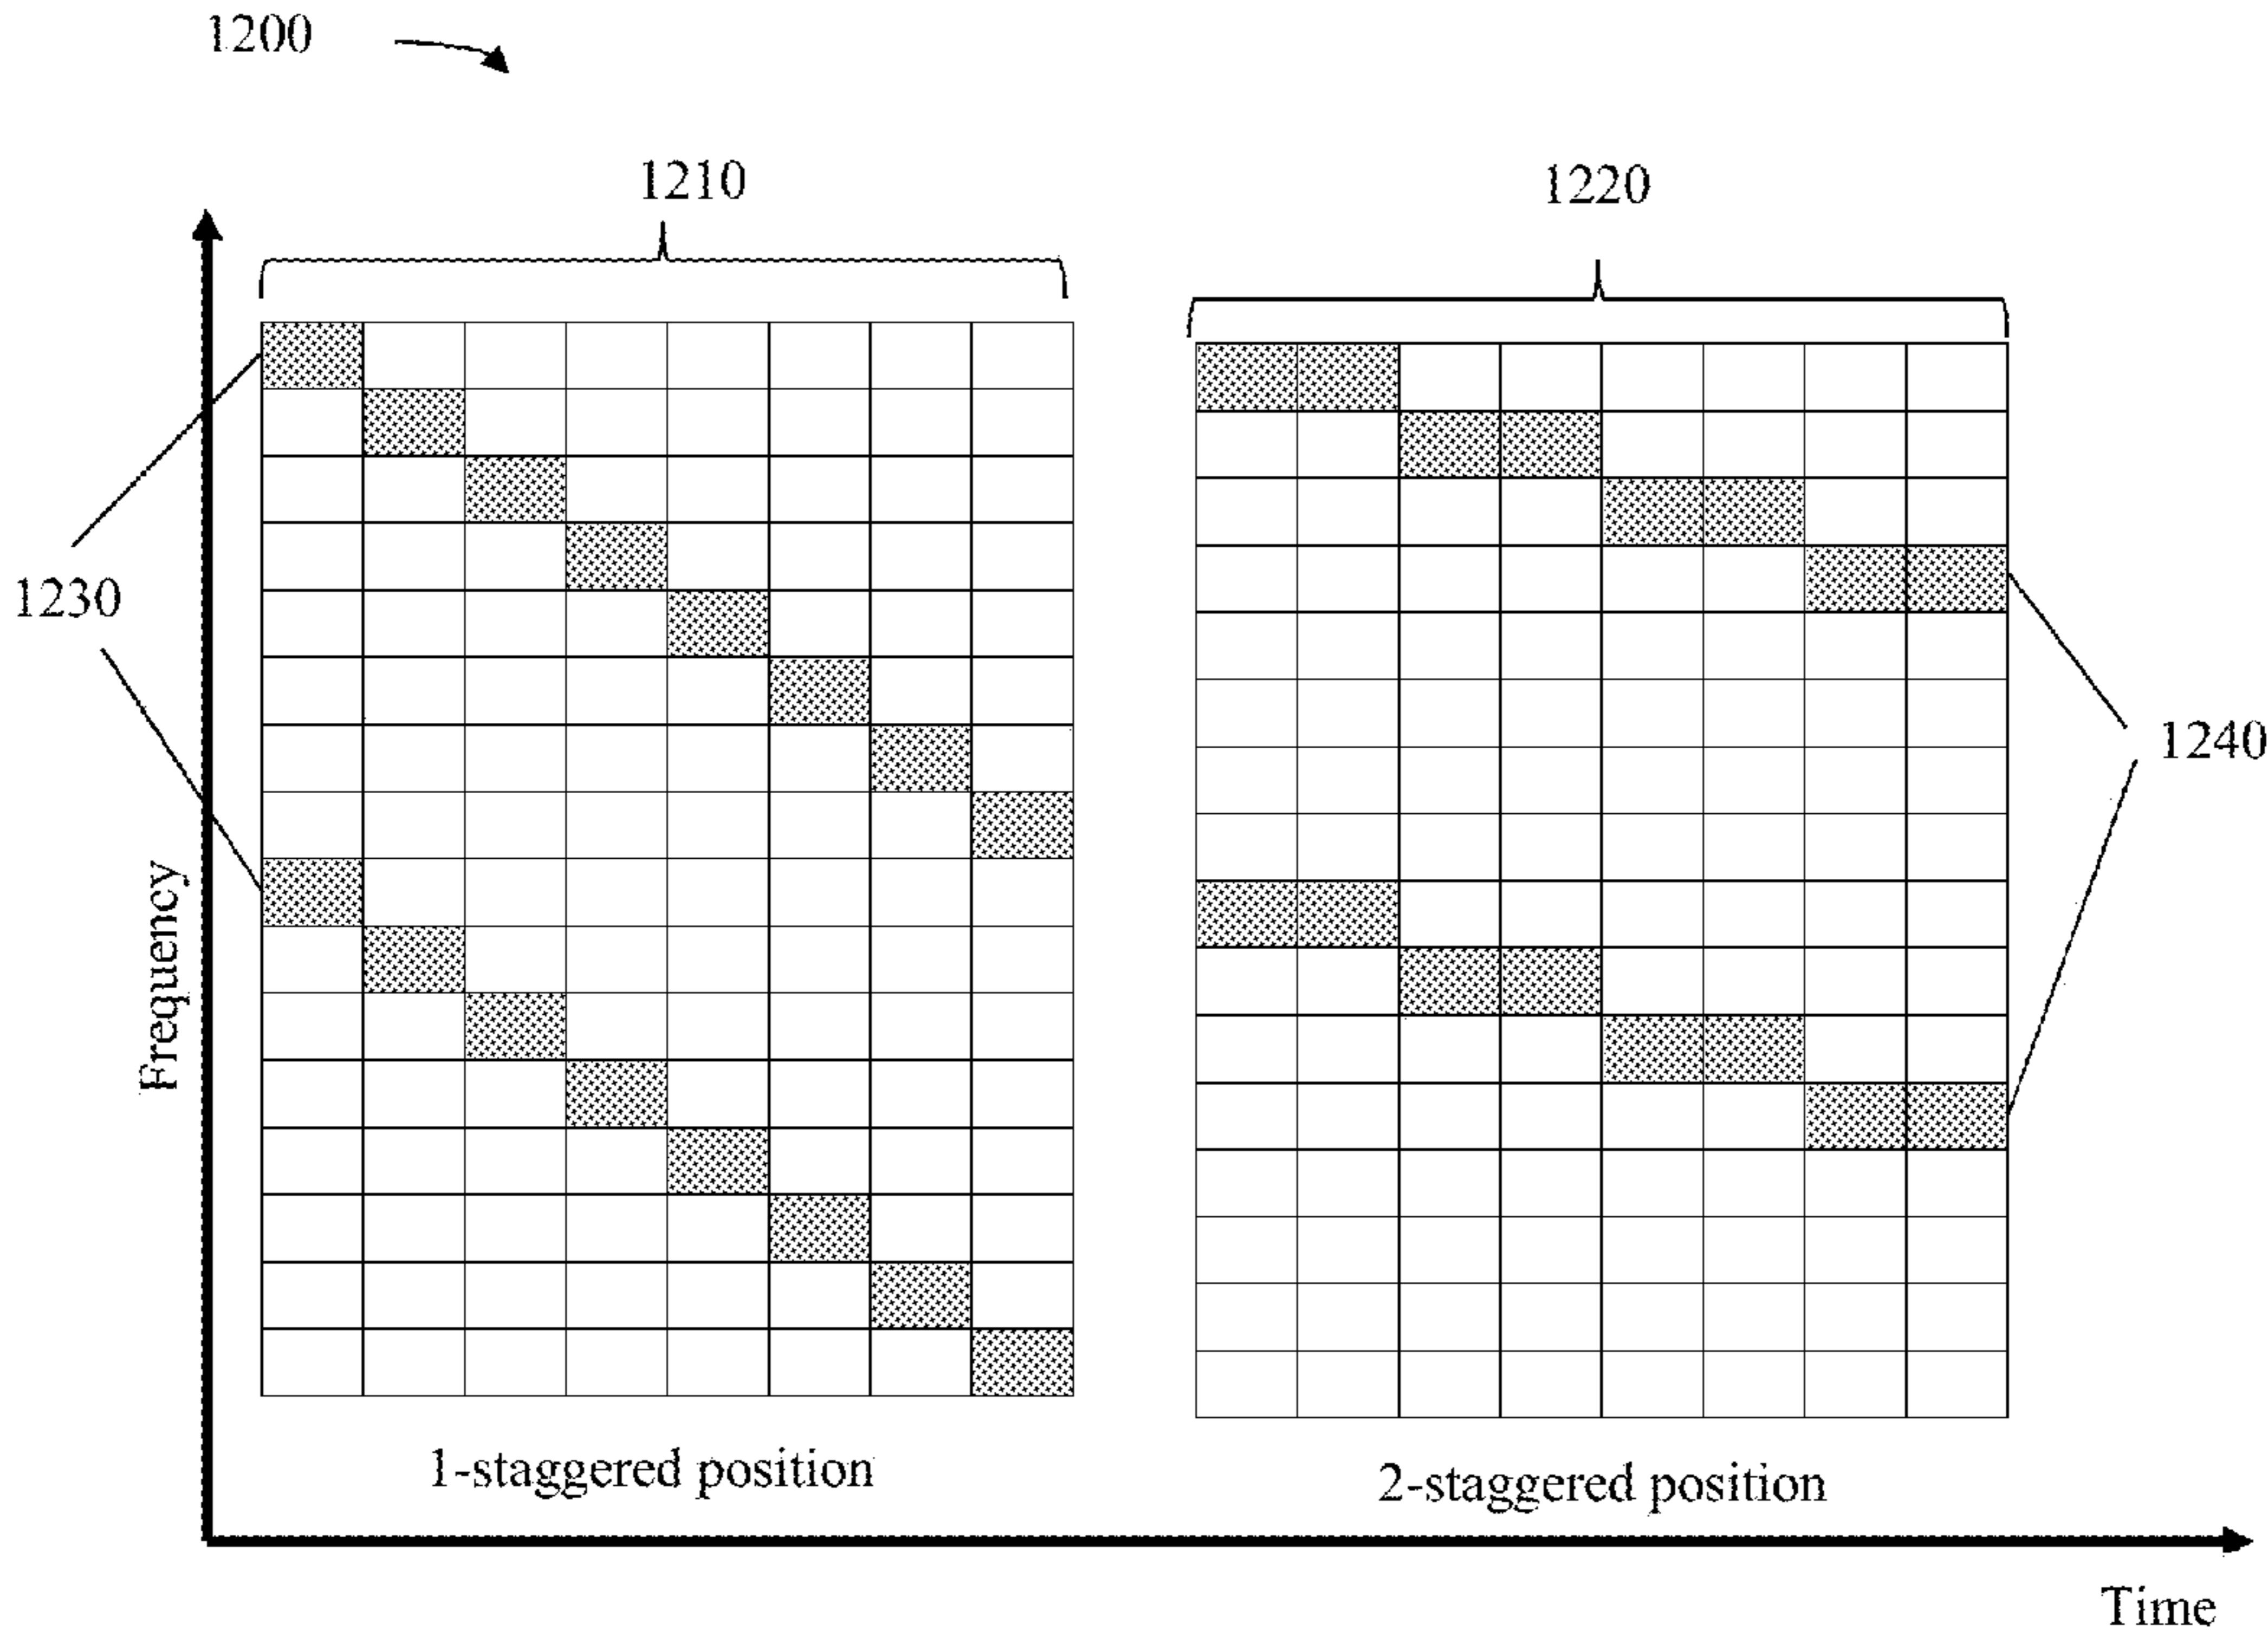 1200
1210
1220
1230
1240
Frequency
1-staggered position
2-staggered position
Time